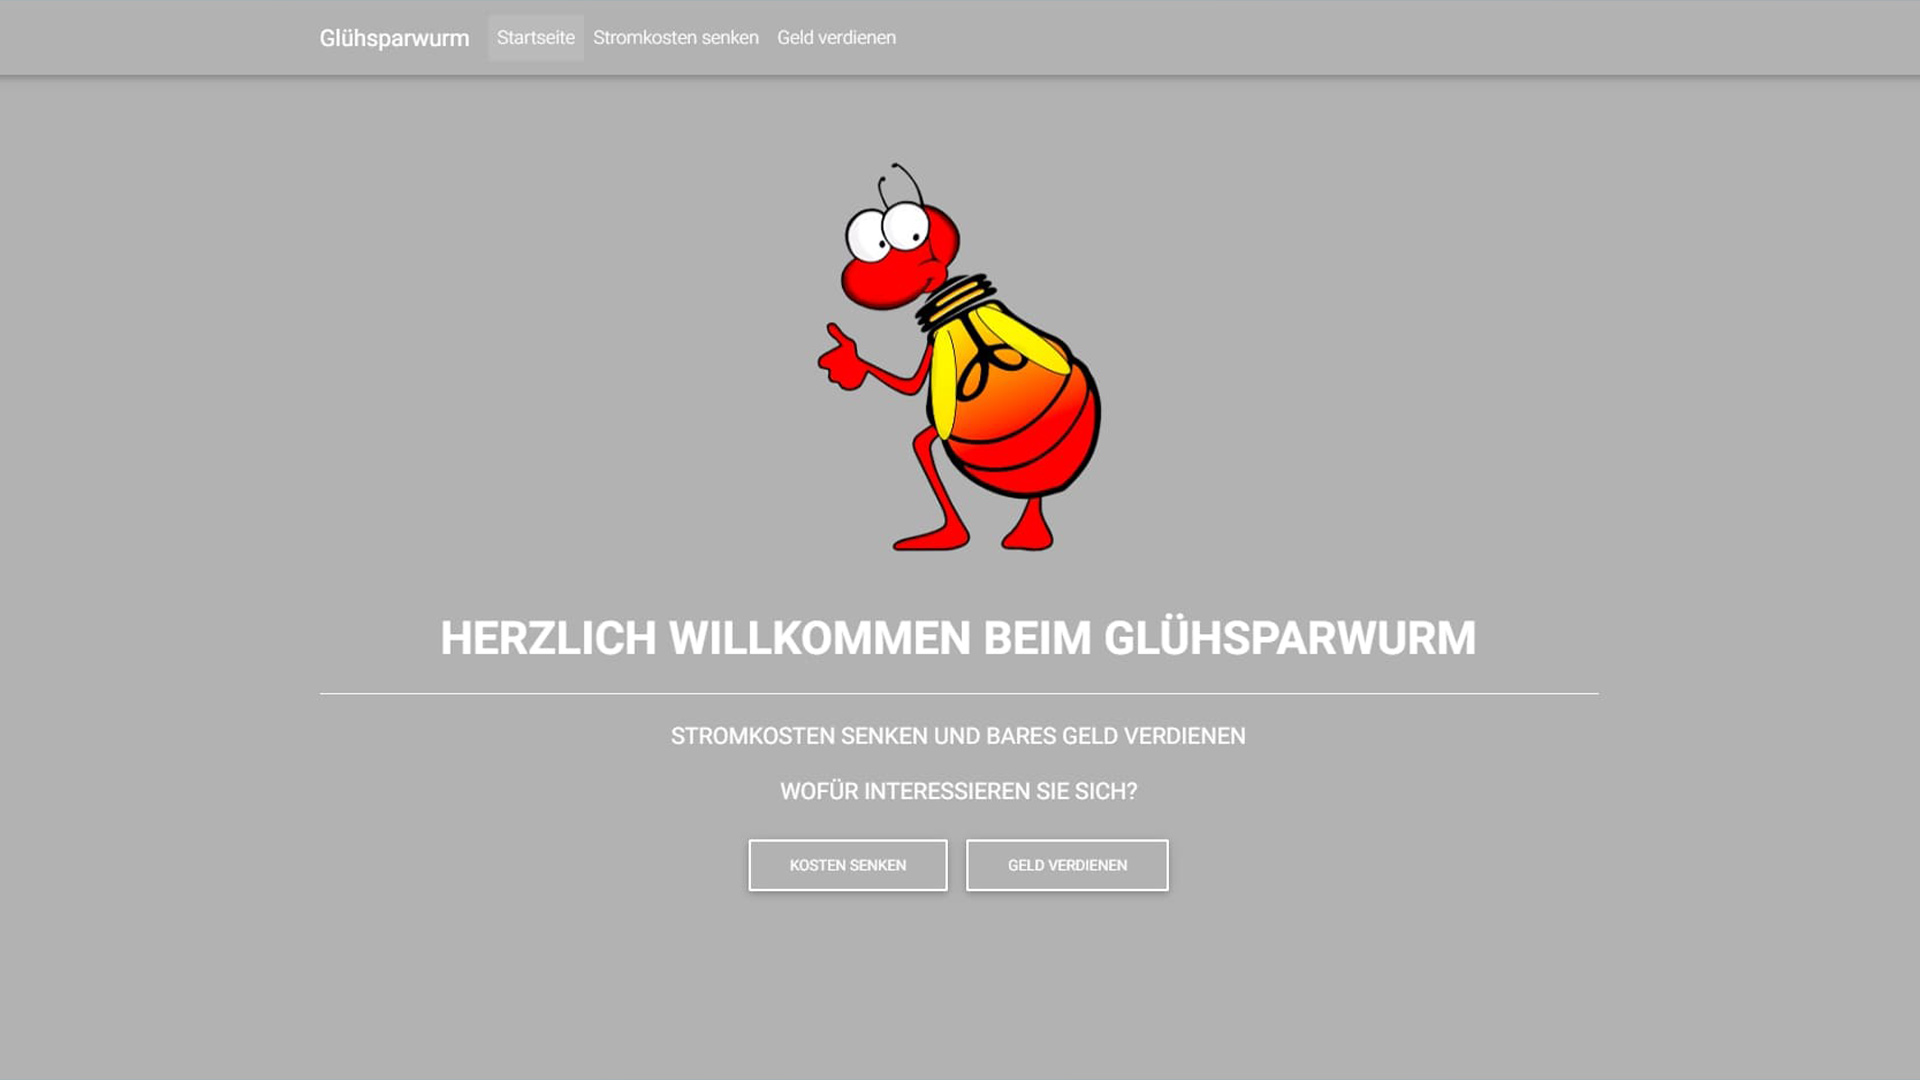 Glühsparwurm Startseite Stromkosten senken Geld verdienen
HERZLICH WILLKOMMEN BEIM GLÜHSPARWURM
STROMKOSTEN SENKEN UND BARES GELD VERDIENEN
WOFÜR INTERESSIEREN SIE SICH?
KOSTEN SENKEN GELD VERDIENEN